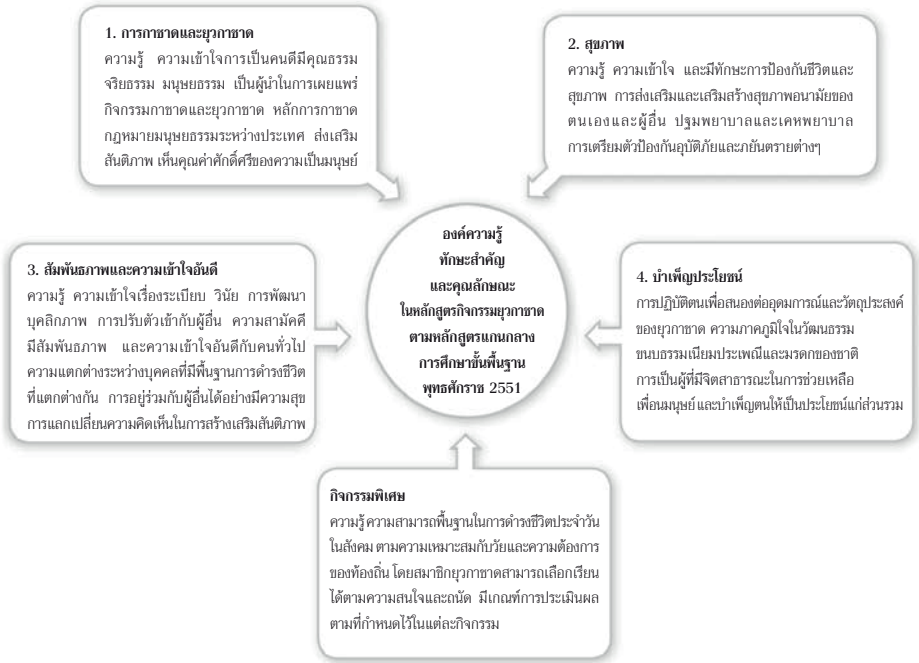 1. การกาชาดและยุวกาชาด
ความรู้ ความเข้าใจการเป็นคนดีมีคุณธรรม
จริยธรรม มนุษยธรรม เป็นผู้นำในการเผยแพร่
กิจกรรมกาชาดและยุวกาชาด หลักการกาชาด
กฎหมายมนุษยธรรมระหว่างประเทศ ส่งเสริม
สันติภาพ เห็นคุณค่าศักดิ์ศรีของความเป็นมนุษย์
2. สุขภาพ
ความรู้ ความเข้าใจ และมีทักษะการป้องกันชีวิตและ
สุขภาพ การส่งเสริมและเสริมสร้างสุขภาพอนามัยของ
ตนเองและผู้อื่น ปฐมพยาบาลและเคหพยาบาล
การเตรียมตัวป้องกันอุบัติภัยและภยันตรายต่างๆ
องค์ความรู้
ทักษะสำคัญ
และคุณลักษณะ
ในหลักสูตรกิจกรรมยุวกาชาด
ตามหลักสูตรแกนกลาง
การศึกษาขั้นพื้นฐาน
พุทธศักราช 2551
3. สัมพันธภาพและความเข้าใจอันดี
ความรู้ ความเข้าใจเรื่องระเบียบ วินัย การพัฒนา
บุคลิกภาพ การปรับตัวเข้ากับผู้อื่น ความสามัคคี
มีสัมพันธภาพ และความเข้าใจอันดีกับคนทั่วไป
ความแตกต่างระหว่างบุคคลที่มีพื้นฐานการดำรงชีวิต
ที่แตกต่างกัน การอยู่ร่วมกับผู้อื่นได้อย่างมีความสุข
การแลกเปลี่ยนความคิดเห็นในการสร้างเสริมสันติภาพ
4. บำเพ็ญประโยชน์
การปฏิบัติตนเพื่อสนองต่ออุดมการณ์และวัตถุประสงค์
ของยุวกาชาด ความภาคภูมิใจในวัฒนธรรม
ขนบธรรมเนียมประเพณีและมรดกของชาติ
การเป็นผู้ที่มีจิตสาธารณะในการช่วยเหลือ
เพื่อนมนุษย์ และบำเพ็ญตนให้เป็นประโยชน์แก่ส่วนรวม
กิจกรรมพิเศษ
ความรู้ ความสามารถพื้นฐานในการดำรงชีวิตประจำวัน
ในสังคม ตามความเหมาะสมกับวัยและความต้องการ
ของท้องถิ่น โดยสมาชิกยุวกาชาดสามารถเลือกเรียน
ได้ตามความสนใจและถนัด มีเกณฑ์การประเมินผล
ตามที่กำหนดไว้ในแต่ละกิจกรรม